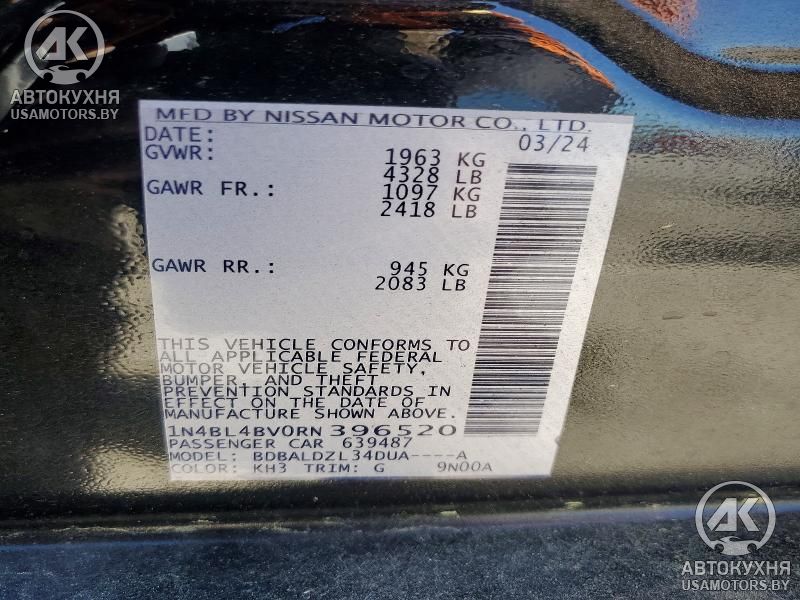 AK
АВТОКУХНЯ
USAMOTORS.BY
MFD BY NISSAN MOTOR CO., LTD.
DATE: 03/24
GVWR: 1963 KG
4328 LB
GAWR FR.: 1097 KG
2418 LB
GAWR RR.: 945 KG
2083 LB
THIS VEHICLE CONFORMS TO
ALL APPLICABLE FEDERAL
MOTOR VEHICLE SAFETY,
BUMPER, AND THEFT
PREVENTION STANDARDS IN
EFFECT ON THE DATE OF
MANUFACTURE SHOWN ABOVE.
1N4BL4BV0RN396520
PASSENGER CAR 639487
MODEL: BDBALDZL34DUA----A
COLOR: KH3 TRIM: G 9N00A
AK
АВТОКУХНЯ
USAMOTORS.BY